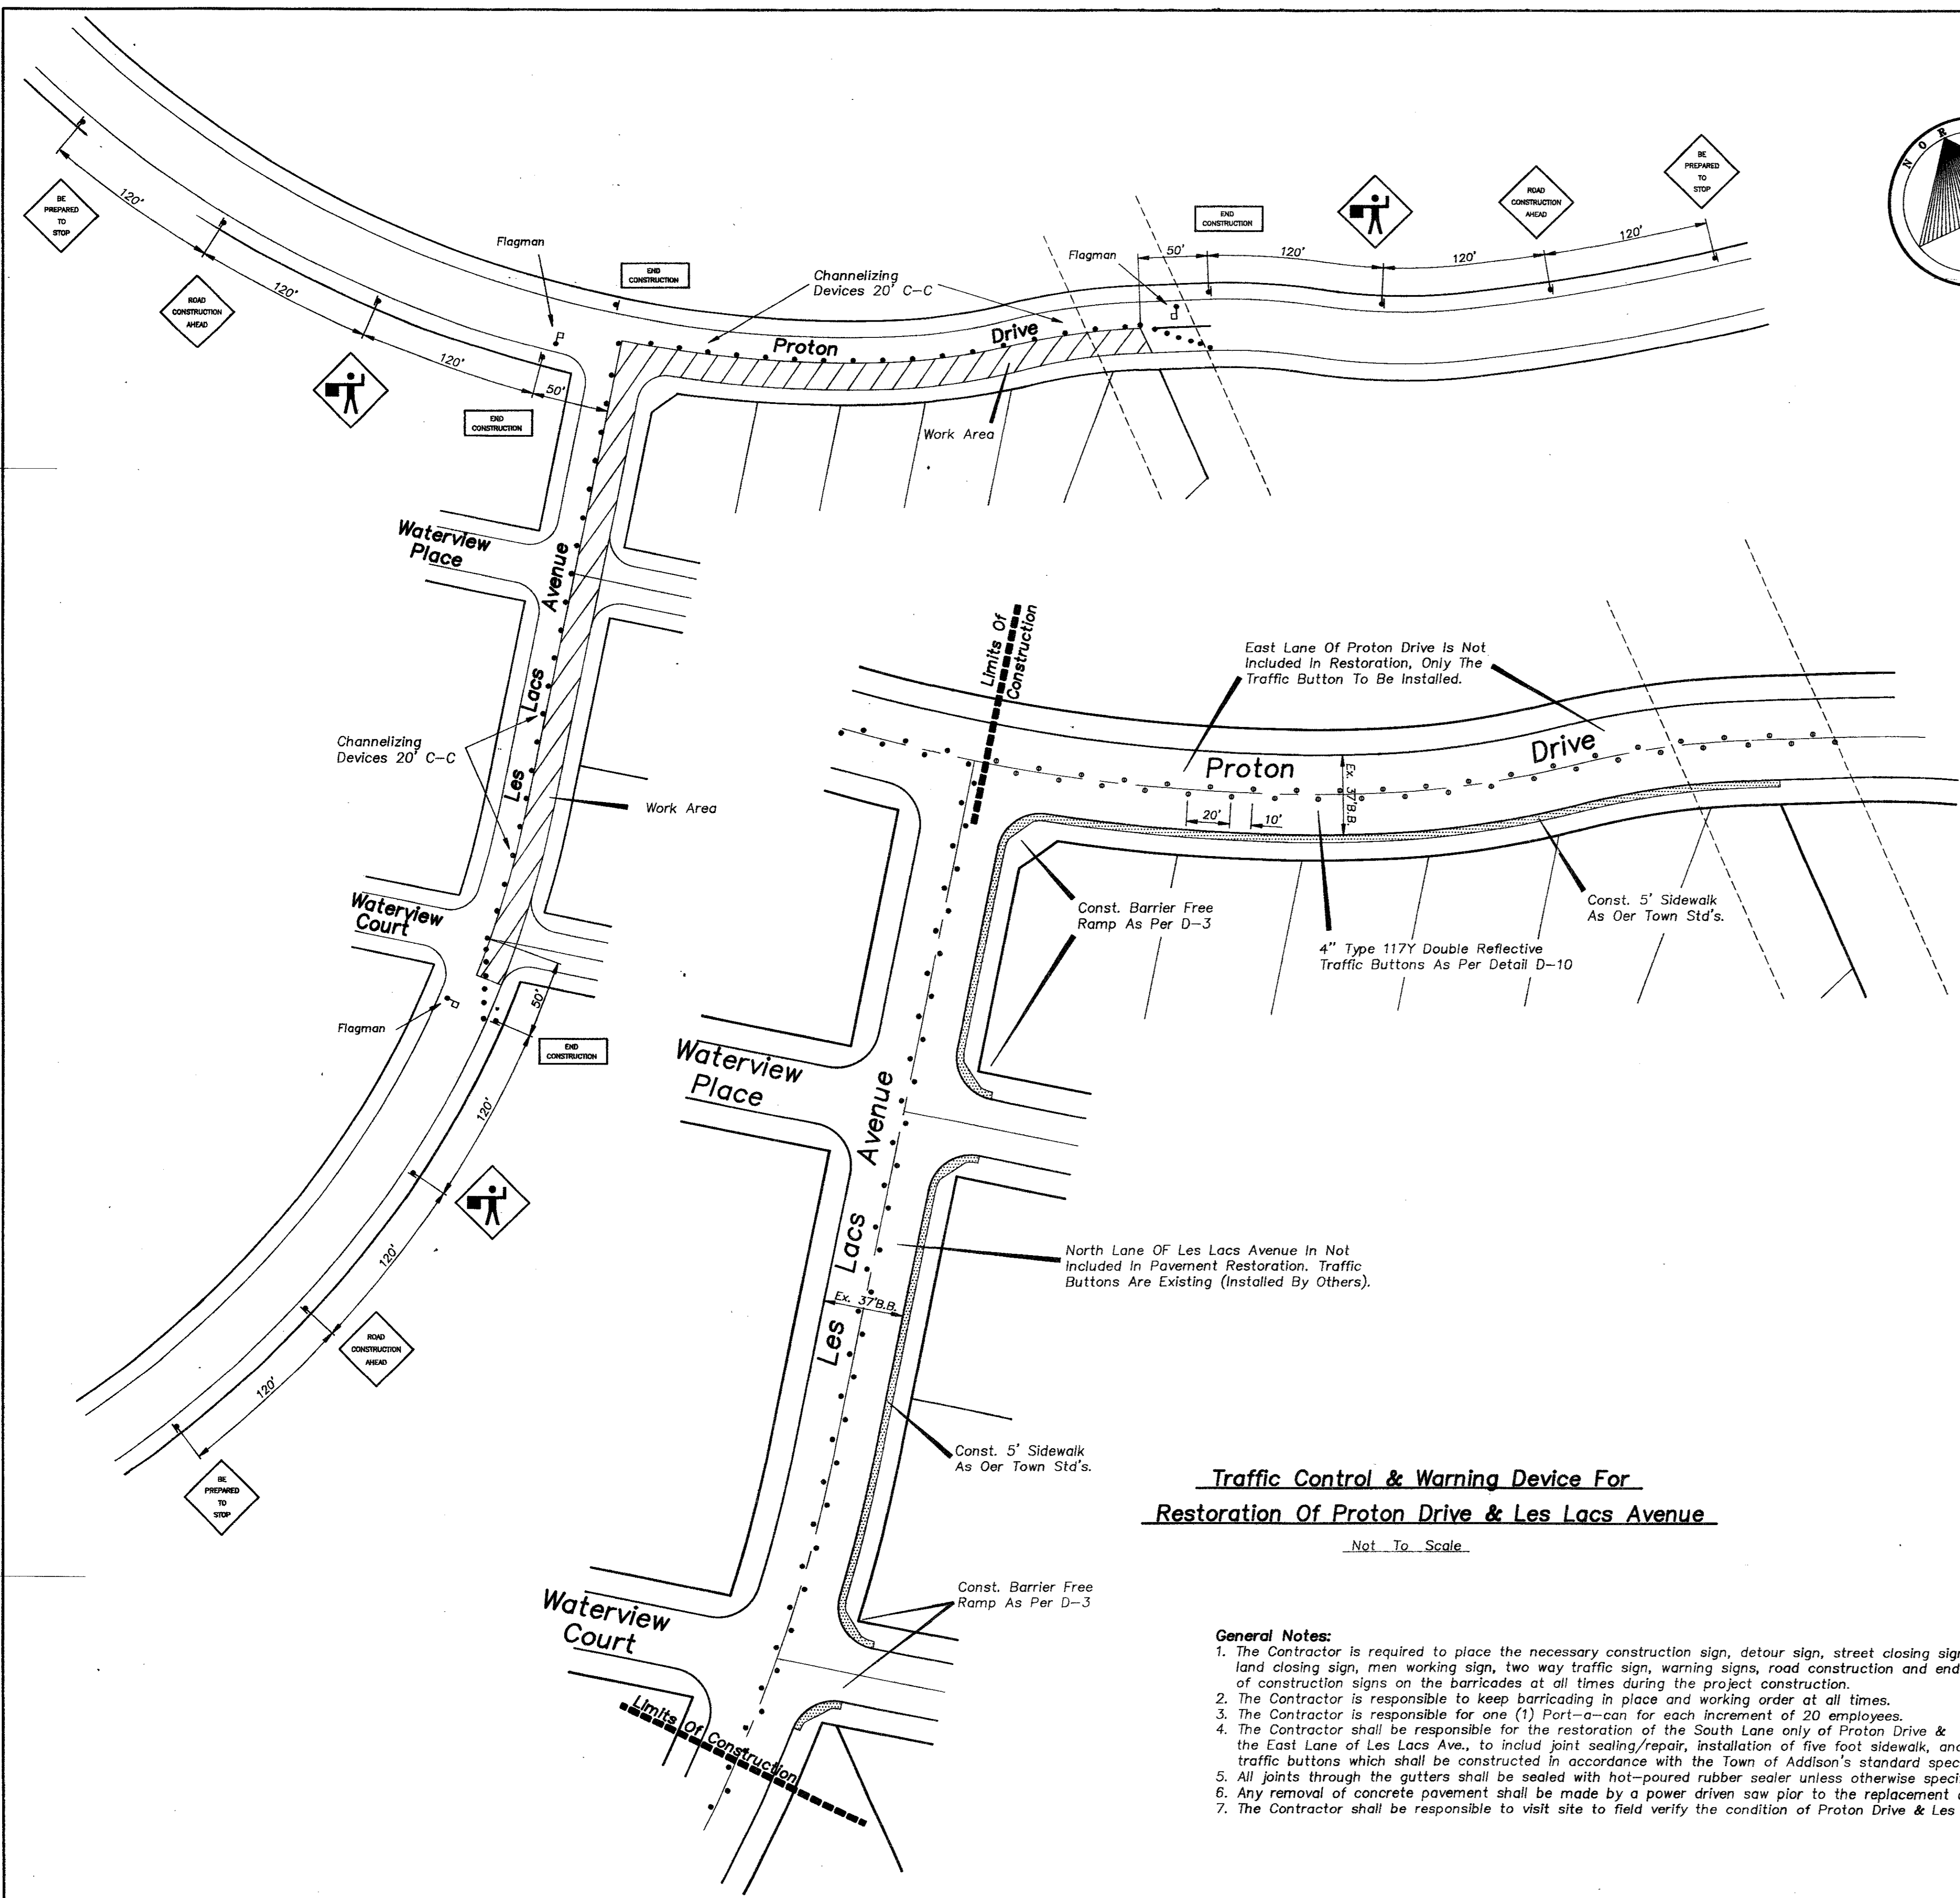 BE
PREPARED
TO
STOP
120'
ROAD
CONSTRUCTION
AHEAD
120'
120'
50'
END
CONSTRUCTION
Flagman
END
CONSTRUCTION
Channelizing
Devices 20' C-C
Proton
Drive
Work Area
Flagman
END
CONSTRUCTION
50'
120'
120'
120'
ROAD
CONSTRUCTION
AHEAD
BE
PREPARED
TO
STOP
N O R
Waterview
Place
Les Lacs Avenue
Channelizing
Devices 20' C-C
Work Area
Waterview
Court
Flagman
50'
END
CONSTRUCTION
120'
120'
ROAD
CONSTRUCTION
AHEAD
120'
BE
PREPARED
TO
STOP
Limits Of
Construction
East Lane Of Proton Drive Is Not
Included In Restoration, Only The
Traffic Button To Be Installed.
Proton
Drive
Ex. 37'B.B.
20'
10'
Const. Barrier Free
Ramp As Per D-3
4" Type 117Y Double Reflective
Traffic Buttons As Per Detail D-10
Const. 5' Sidewalk
As Oer Town Std's.
Waterview
Place
Les Lacs Avenue
North Lane OF Les Lacs Avenue In Not
Included In Pavement Restoration. Traffic
Buttons Are Existing (Installed By Others).
Ex. 37'B.B.
Const. 5' Sidewalk
As Oer Town Std's.
Const. Barrier Free
Ramp As Per D-3
Waterview
Court
Limits Of Construction
Traffic Control & Warning Device For
Restoration Of Proton Drive & Les Lacs Avenue
Not To Scale
General Notes:
1. The Contractor is required to place the necessary construction sign, detour sign, street closing sign
land closing sign, men working sign, two way traffic sign, warning signs, road construction and end
of construction signs on the barricades at all times during the project construction.
2. The Contractor is responsible to keep barricading in place and working order at all times.
3. The Contractor is responsible for one (1) Port-a-can for each increment of 20 employees.
4. The Contractor shall be responsible for the restoration of the South Lane only of Proton Drive &
the East Lane of Les Lacs Ave., to includ joint sealing/repair, installation of five foot sidewalk, and
traffic buttons which shall be constructed in accordance with the Town of Addison's standard spec
5. All joints through the gutters shall be sealed with hot-poured rubber sealer unless otherwise speci
6. Any removal of concrete pavement shall be made by a power driven saw pior to the replacement
7. The Contractor shall be responsible to visit site to field verify the condition of Proton Drive & Les